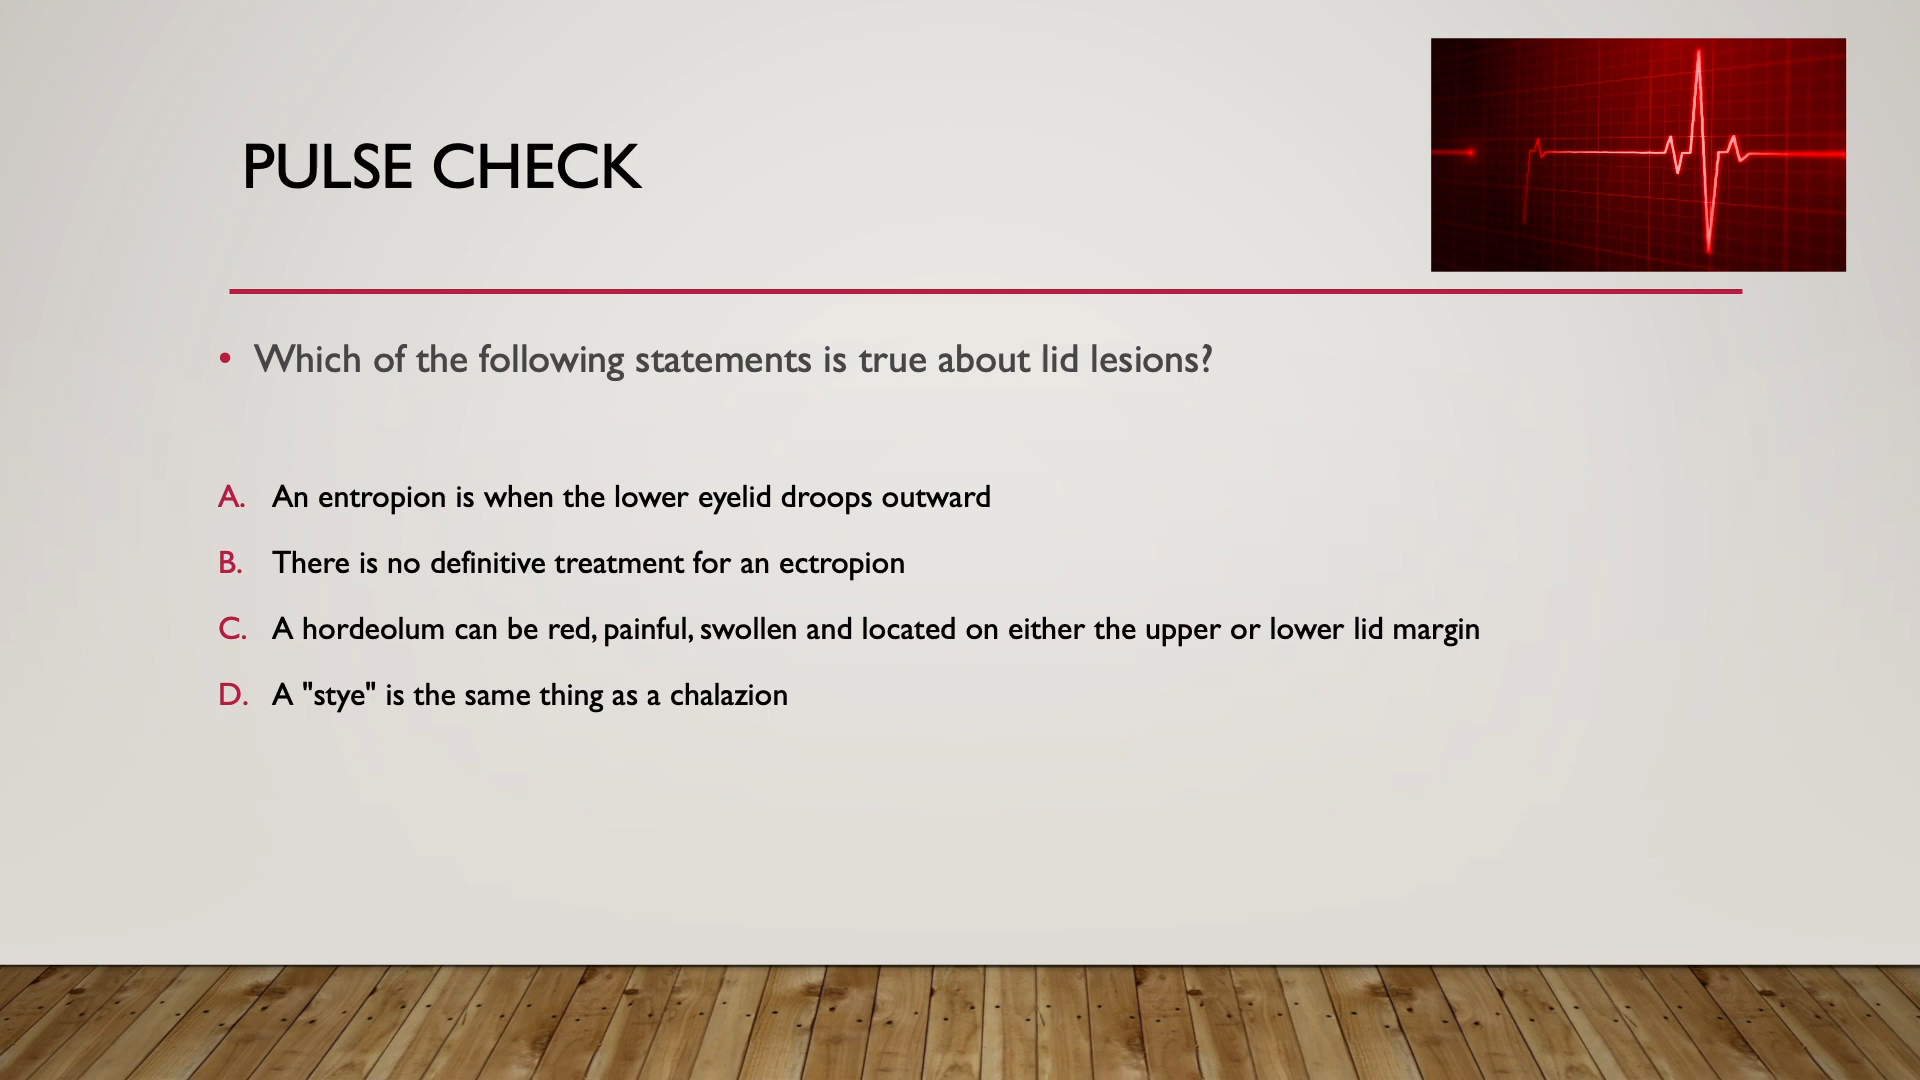 PULSE CHECK
• Which of the following statements is true about lid lesions?
A. An entropion is when the lower eyelid droops outward
B. There is no definitive treatment for an ectropion
C. A hordeolum can be red, painful, swollen and located on either the upper or lower lid margin
D. A "stye" is the same thing as a chalazion